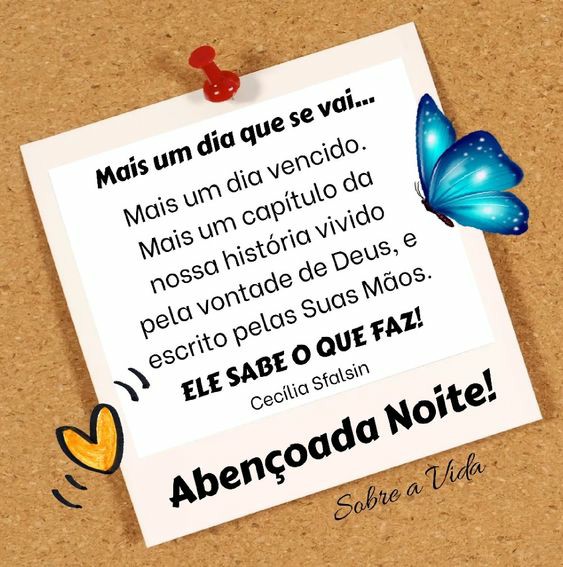 Mais um dia que se vai...
Mais um dia vencido.
Mais um capítulo da
nossa história vivido
pela vontade de Deus, e
escrito pelas Suas Mãos.
ELE SABE O QUE FAZ!
Cecília Sfalsin
Abençoada Noite!
Sobre a Vida